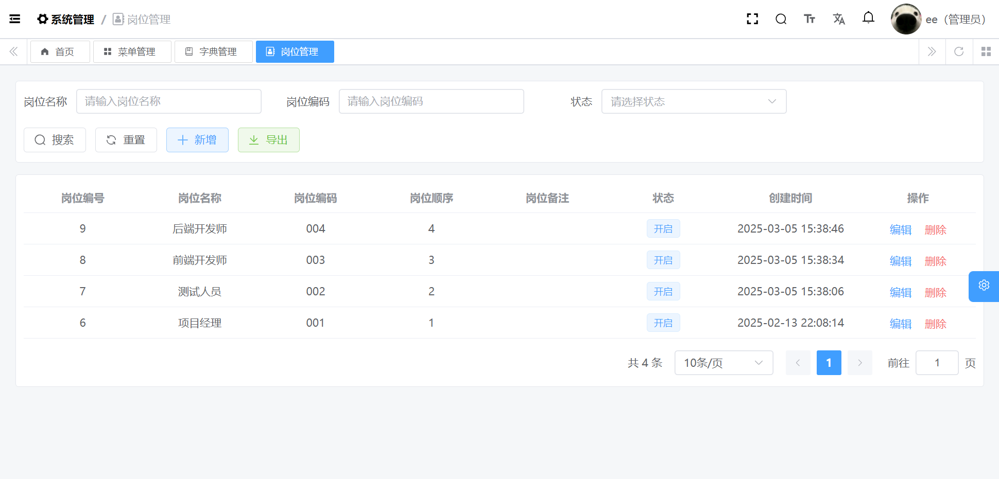 系统管理 / 岗位管理
ee（管理员）
首页 菜单管理 字典管理 岗位管理
岗位名称 请输入岗位名称 岗位编码 请输入岗位编码 状态 请选择状态
搜索 重置 新增 导出
岗位编号 岗位名称 岗位编码 岗位顺序 岗位备注 状态 创建时间 操作
9 后端开发师 004 4 开启 2025-03-05 15:38:46 编辑 删除
8 前端开发师 003 3 开启 2025-03-05 15:38:34 编辑 删除
7 测试人员 002 2 开启 2025-03-05 15:38:06 编辑 删除
6 项目经理 001 1 开启 2025-02-13 22:08:14 编辑 删除
共 4 条 10条/页 1 前往 1 页